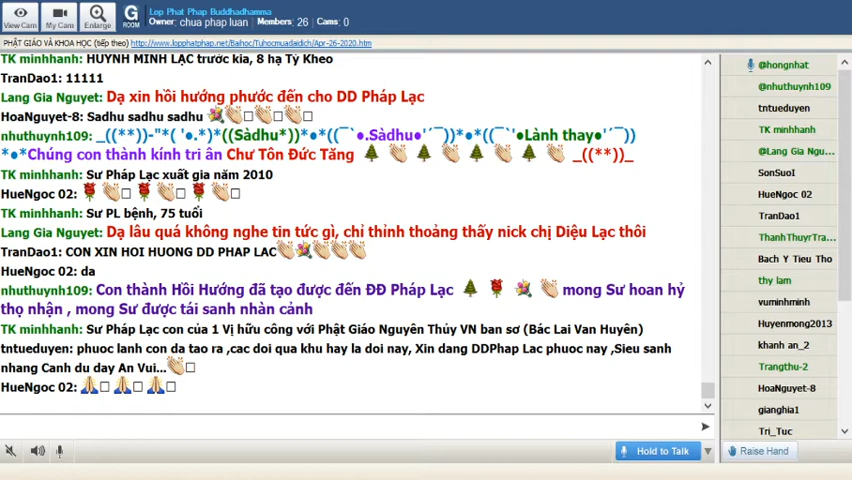 Lop Phat Phap Buddhadhamma
Owner: chua phap luan Members: 26 Cams: 0
View Cam My Cam Enlarge G ROOM
PHẬT GIÁO VÀ KHOA HỌC (tiếp theo) http://www.lopphatphap.net/Baihoc/Tuhocmuadaidich/Apr-26-2020.htm
TK minhhanh: HUYNH MINH LẠC trước kia, 8 hạ Tỳ Kheo
TranDao1: 11111
Lang Gia Nguyet: Dạ xin hồi hướng phước đến cho DD Pháp Lạc
HoaNguyet-8: Sadhu sadhu sadhu
nhuthuynh109: _((**))-"*( '●.*)*((Sàdhu*))*●*((¯`●.Sàdhu●'´¯))*●*((¯`'●Lành thay●'´¯))
*●*Chúng con thành kính tri ân Chư Tôn Đức Tăng 🌲 👏 🌲 👏 🌲 👏 🌲 👏 _((**))_
TK minhhanh: Sư Pháp Lạc xuất gia năm 2010
HueNgoc 02: 🌹👏 🌹👏 🌹👏
TK minhhanh: Sư PL bệnh, 75 tuổi
Lang Gia Nguyet: Dạ lâu quá không nghe tin tức gì, chỉ thỉnh thoảng thấy nick chị Diệu Lạc thôi
TranDao1: CON XIN HOI HUONG DD PHAP LAC
HueNgoc 02: da
nhuthuynh109: Con thành Hồi Hướng đã tạo được đến ĐĐ Pháp Lạc 🌲 🌹 💐 👏 mong Sư hoan hỷ
thọ nhận , mong Sư được tái sanh nhàn cảnh
TK minhhanh: Sư Pháp Lạc con của 1 Vị hữu công với Phật Giáo Nguyên Thủy VN ban sơ (Bác Lai Van Huyên)
tntueduyen: phuoc lanh con da tao ra ,cac doi qua khu hay la doi nay, Xin dang DDPhap Lac phuoc nay ,Sieu sanh
nhang Canh du day An Vui...👏
HueNgoc 02: 🙏 🙏 🙏
Hold to Talk
@hongnhat
@nhuthuynh109
tntueduyen
TK minhhanh
@Lang Gia Ngu...
SonSuoI
HueNgoc 02
TranDao1
ThanhThuyrTra...
Bach Y Tieu Tho
thy lam
vuminhminh
Huyenmong2013
khanh an_2
Trangthu-2
HoaNguyet-8
gianghia1
Tri_Tuc
Raise Hand